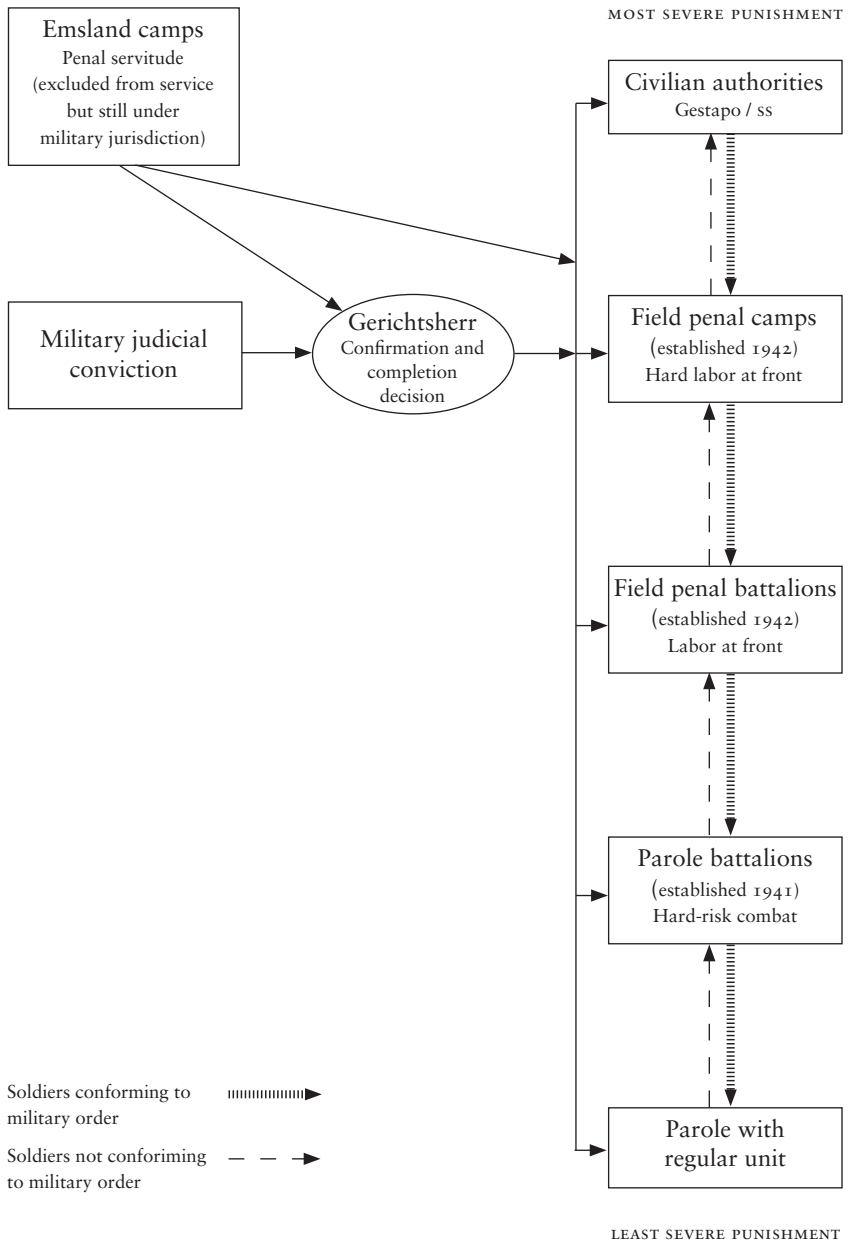 MOST SEVERE PUNISHMENT
Emsland camps
Penal servitude
(excluded from service
but still under
military jurisdiction)
Civilian authorities
Gestapo / SS
Military judicial
conviction
Gerichtsherr
Confirmation and
completion
decision
Field penal camps
(established 1942)
Hard labor at front
Field penal battalions
(established 1942)
Labor at front
Parole battalions
(established 1941)
Hard-risk combat
Parole with
regular unit
Soldiers conforming to
military order
Soldiers not conforiming
to military order
LEAST SEVERE PUNISHMENT